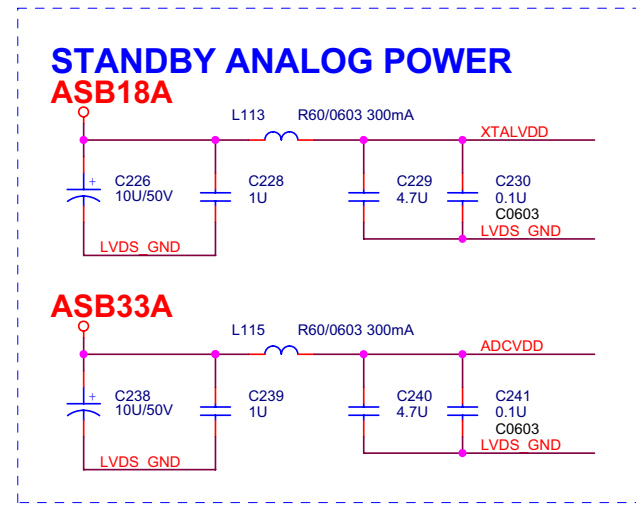 STANDBY ANALOG POWER
ASB18A
L113 R60/0603 300mA
XTALVDD
+ C226
10U/50V
C228
1U
C229
4.7U
C230
0.1U
C0603
LVDS_GND
LVDS_GND
ASB33A
L115 R60/0603 300mA
ADCVDD
+ C238
10U/50V
C239
1U
C240
4.7U
C241
0.1U
C0603
LVDS_GND
LVDS_GND